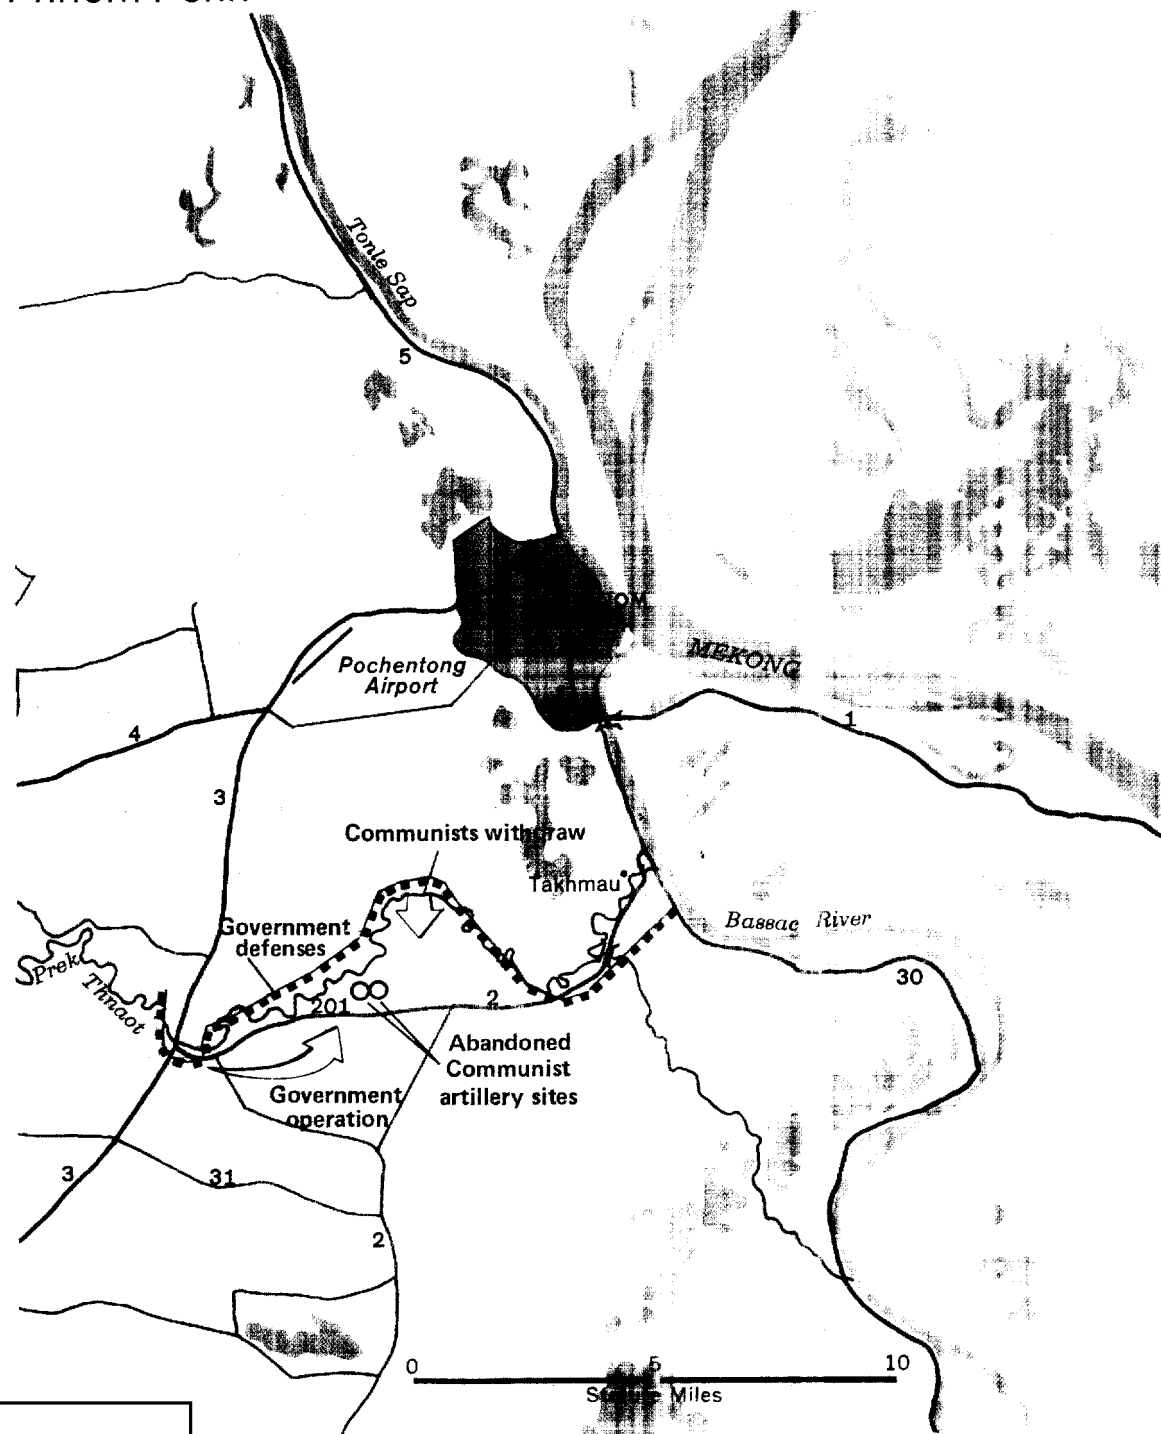 Tonle Sap
5
MEKONG
Pochentong
Airport
1
4
3
Communists withdraw
Takhmau
Government
defenses
Bassac River
Prek
Thnaot
30
201
2
Abandoned
Communist
artillery sites
Government
operation
3
31
2
0
5
10
Miles